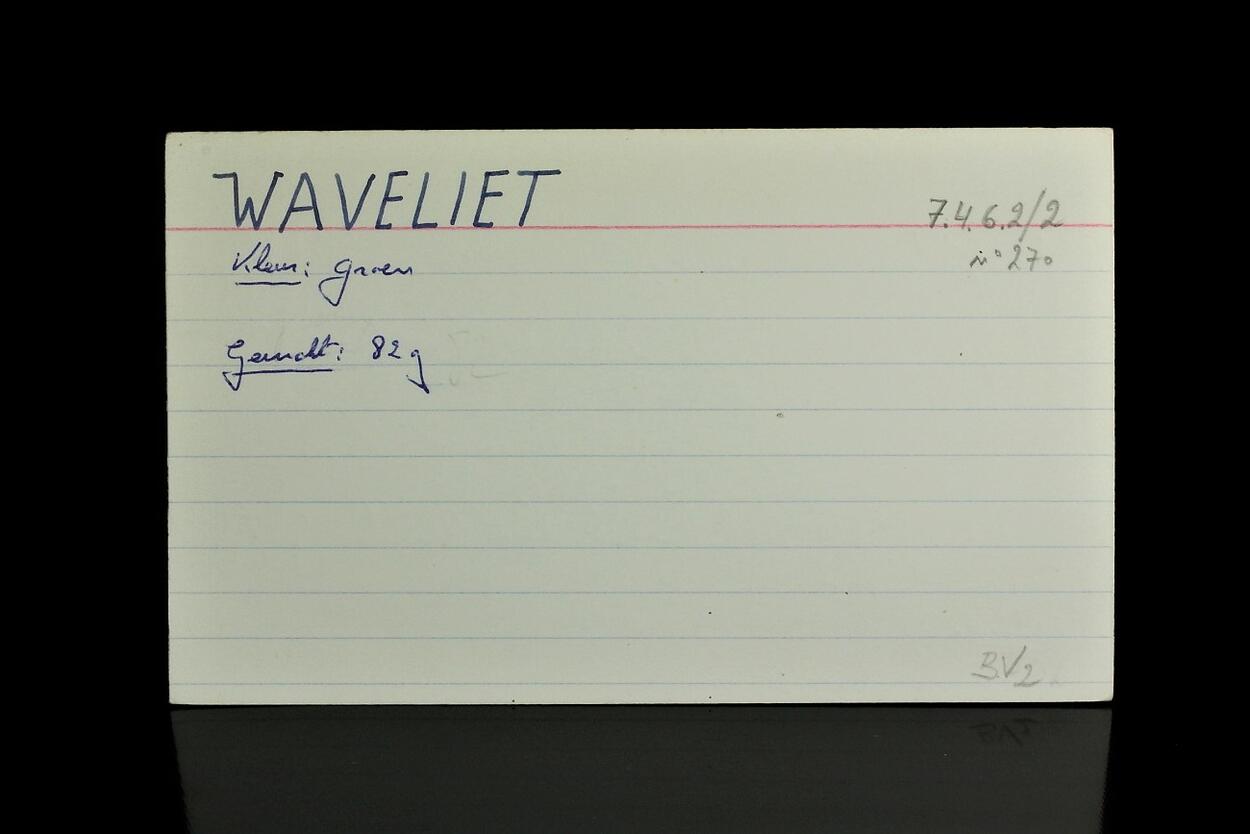 WAVELIET
7.4.6.2/2
Kleur: groen
n° 270
Gewicht: 82 g
BV2